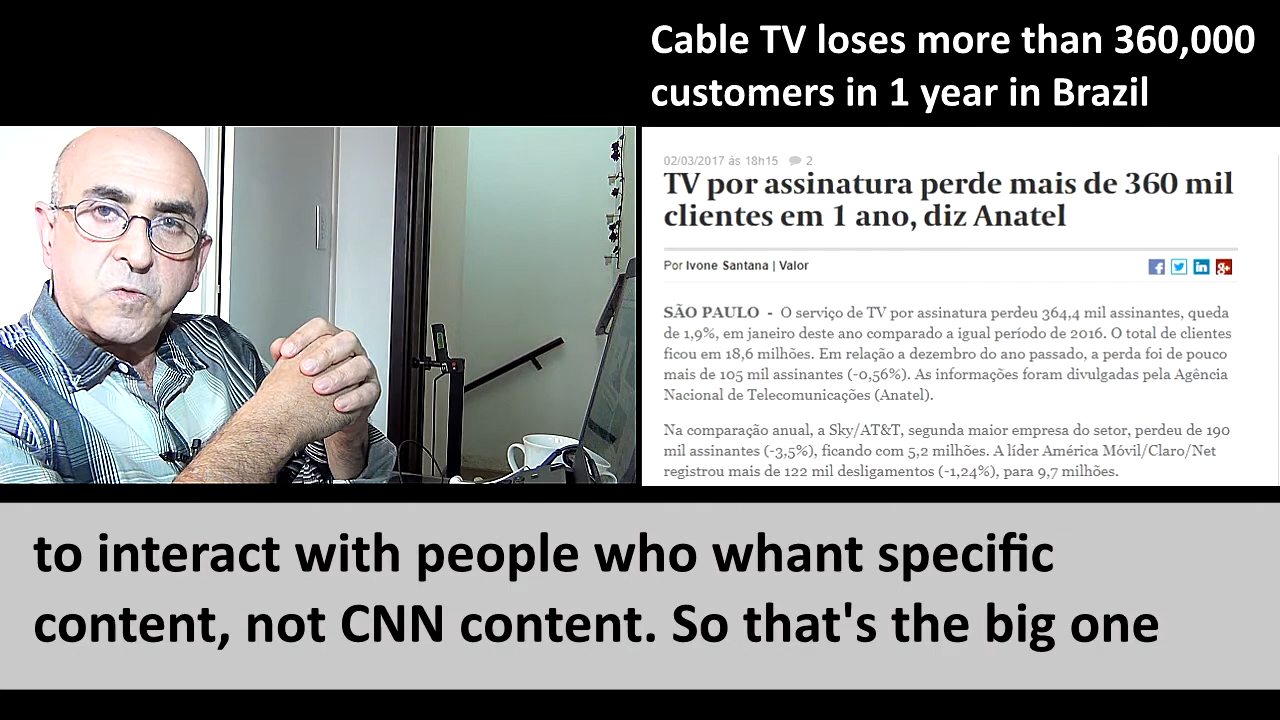 Cable TV loses more than 360,000
customers in 1 year in Brazil
02/03/2017 às 18h15 2
TV por assinatura perde mais de 360 mil
clientes em 1 ano, diz Anatel
Por Ivone Santana | Valor
SÃO PAULO - O serviço de TV por assinatura perdeu 364,4 mil assinantes, queda
de 1,9%, em janeiro deste ano comparado a igual período de 2016. O total de clientes
ficou em 18,6 milhões. Em relação a dezembro do ano passado, a perda foi de pouco
mais de 105 mil assinantes (-0,56%). As informações foram divulgadas pela Agência
Nacional de Telecomunicações (Anatel).
Na comparação anual, a Sky/AT&T, segunda maior empresa do setor, perdeu de 190
mil assinantes (-3,5%), ficando com 5,2 milhões. A líder América Móvil/Claro/Net
registrou mais de 122 mil desligamentos (-1,24%), para 9,7 milhões.
to interact with people who whant specific
content, not CNN content. So that's the big one